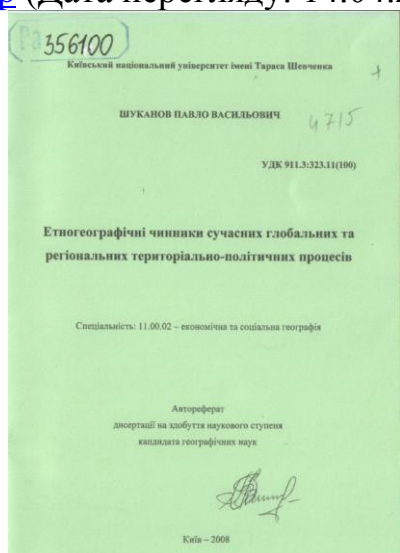 (Дата перегляду: 14.04.
356100
Київський національний університет імені Тараса Шевченка
+
ШУКАНОВ ПАВЛО ВАСИЛЬОВИЧ
4715
УДК 911.3:323.11(100)
Етногеографічні чинники сучасних глобальних та
регіональних територіально-політичних процесів
Спеціальність: 11.00.02 – економічна та соціальна географія
Автореферат
дисертації на здобуття наукового ступеня
кандидата географічних наук
Київ – 2008